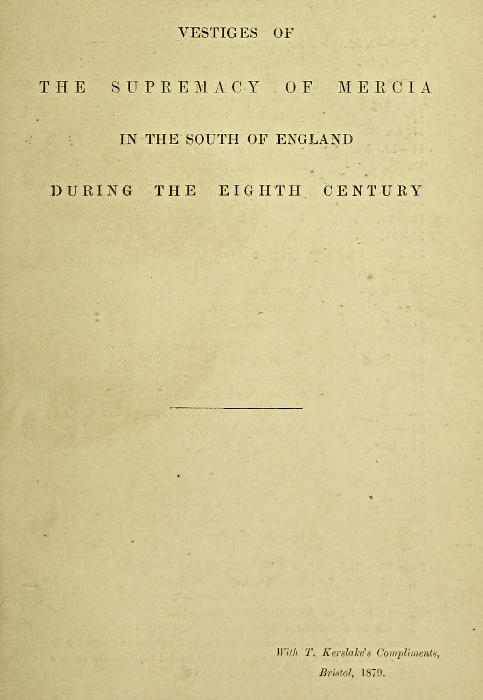 VESTIGES OF
THE SUPREMACY OF MERCIA
IN THE SOUTH OF ENGLAND
DURING THE EIGHTH CENTURY
With T. Kerslake's Compliments,
Bristol, 1879.